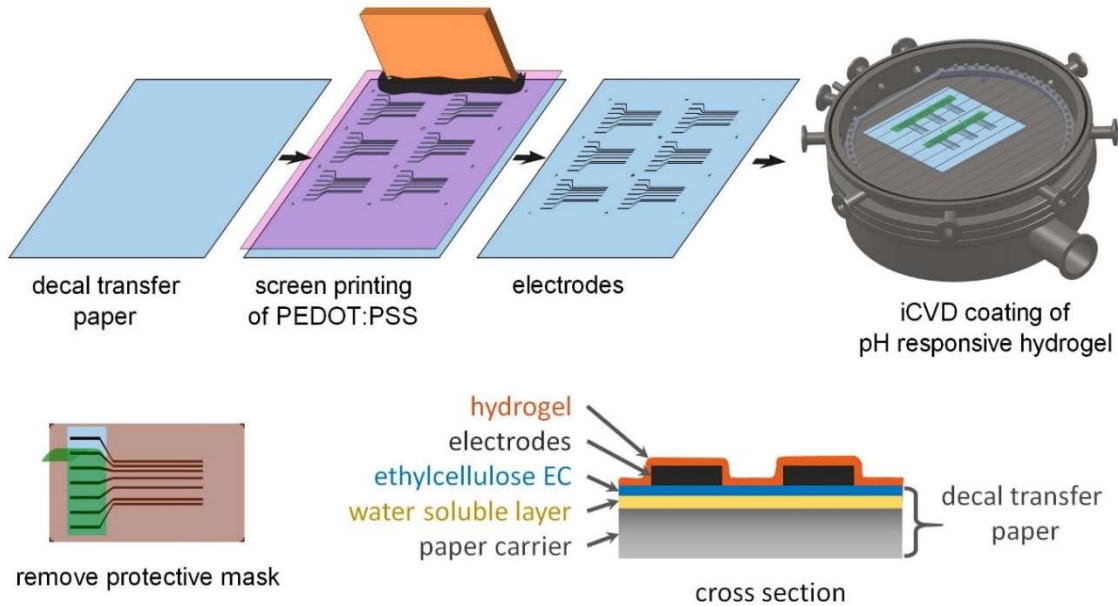 decal transfer
paper
screen printing
of PEDOT:PSS
electrodes
iCVD coating of
pH responsive hydrogel
remove protective mask
hydrogel
electrodes
ethylcellulose EC
water soluble layer
paper carrier
decal transfer
paper
cross section